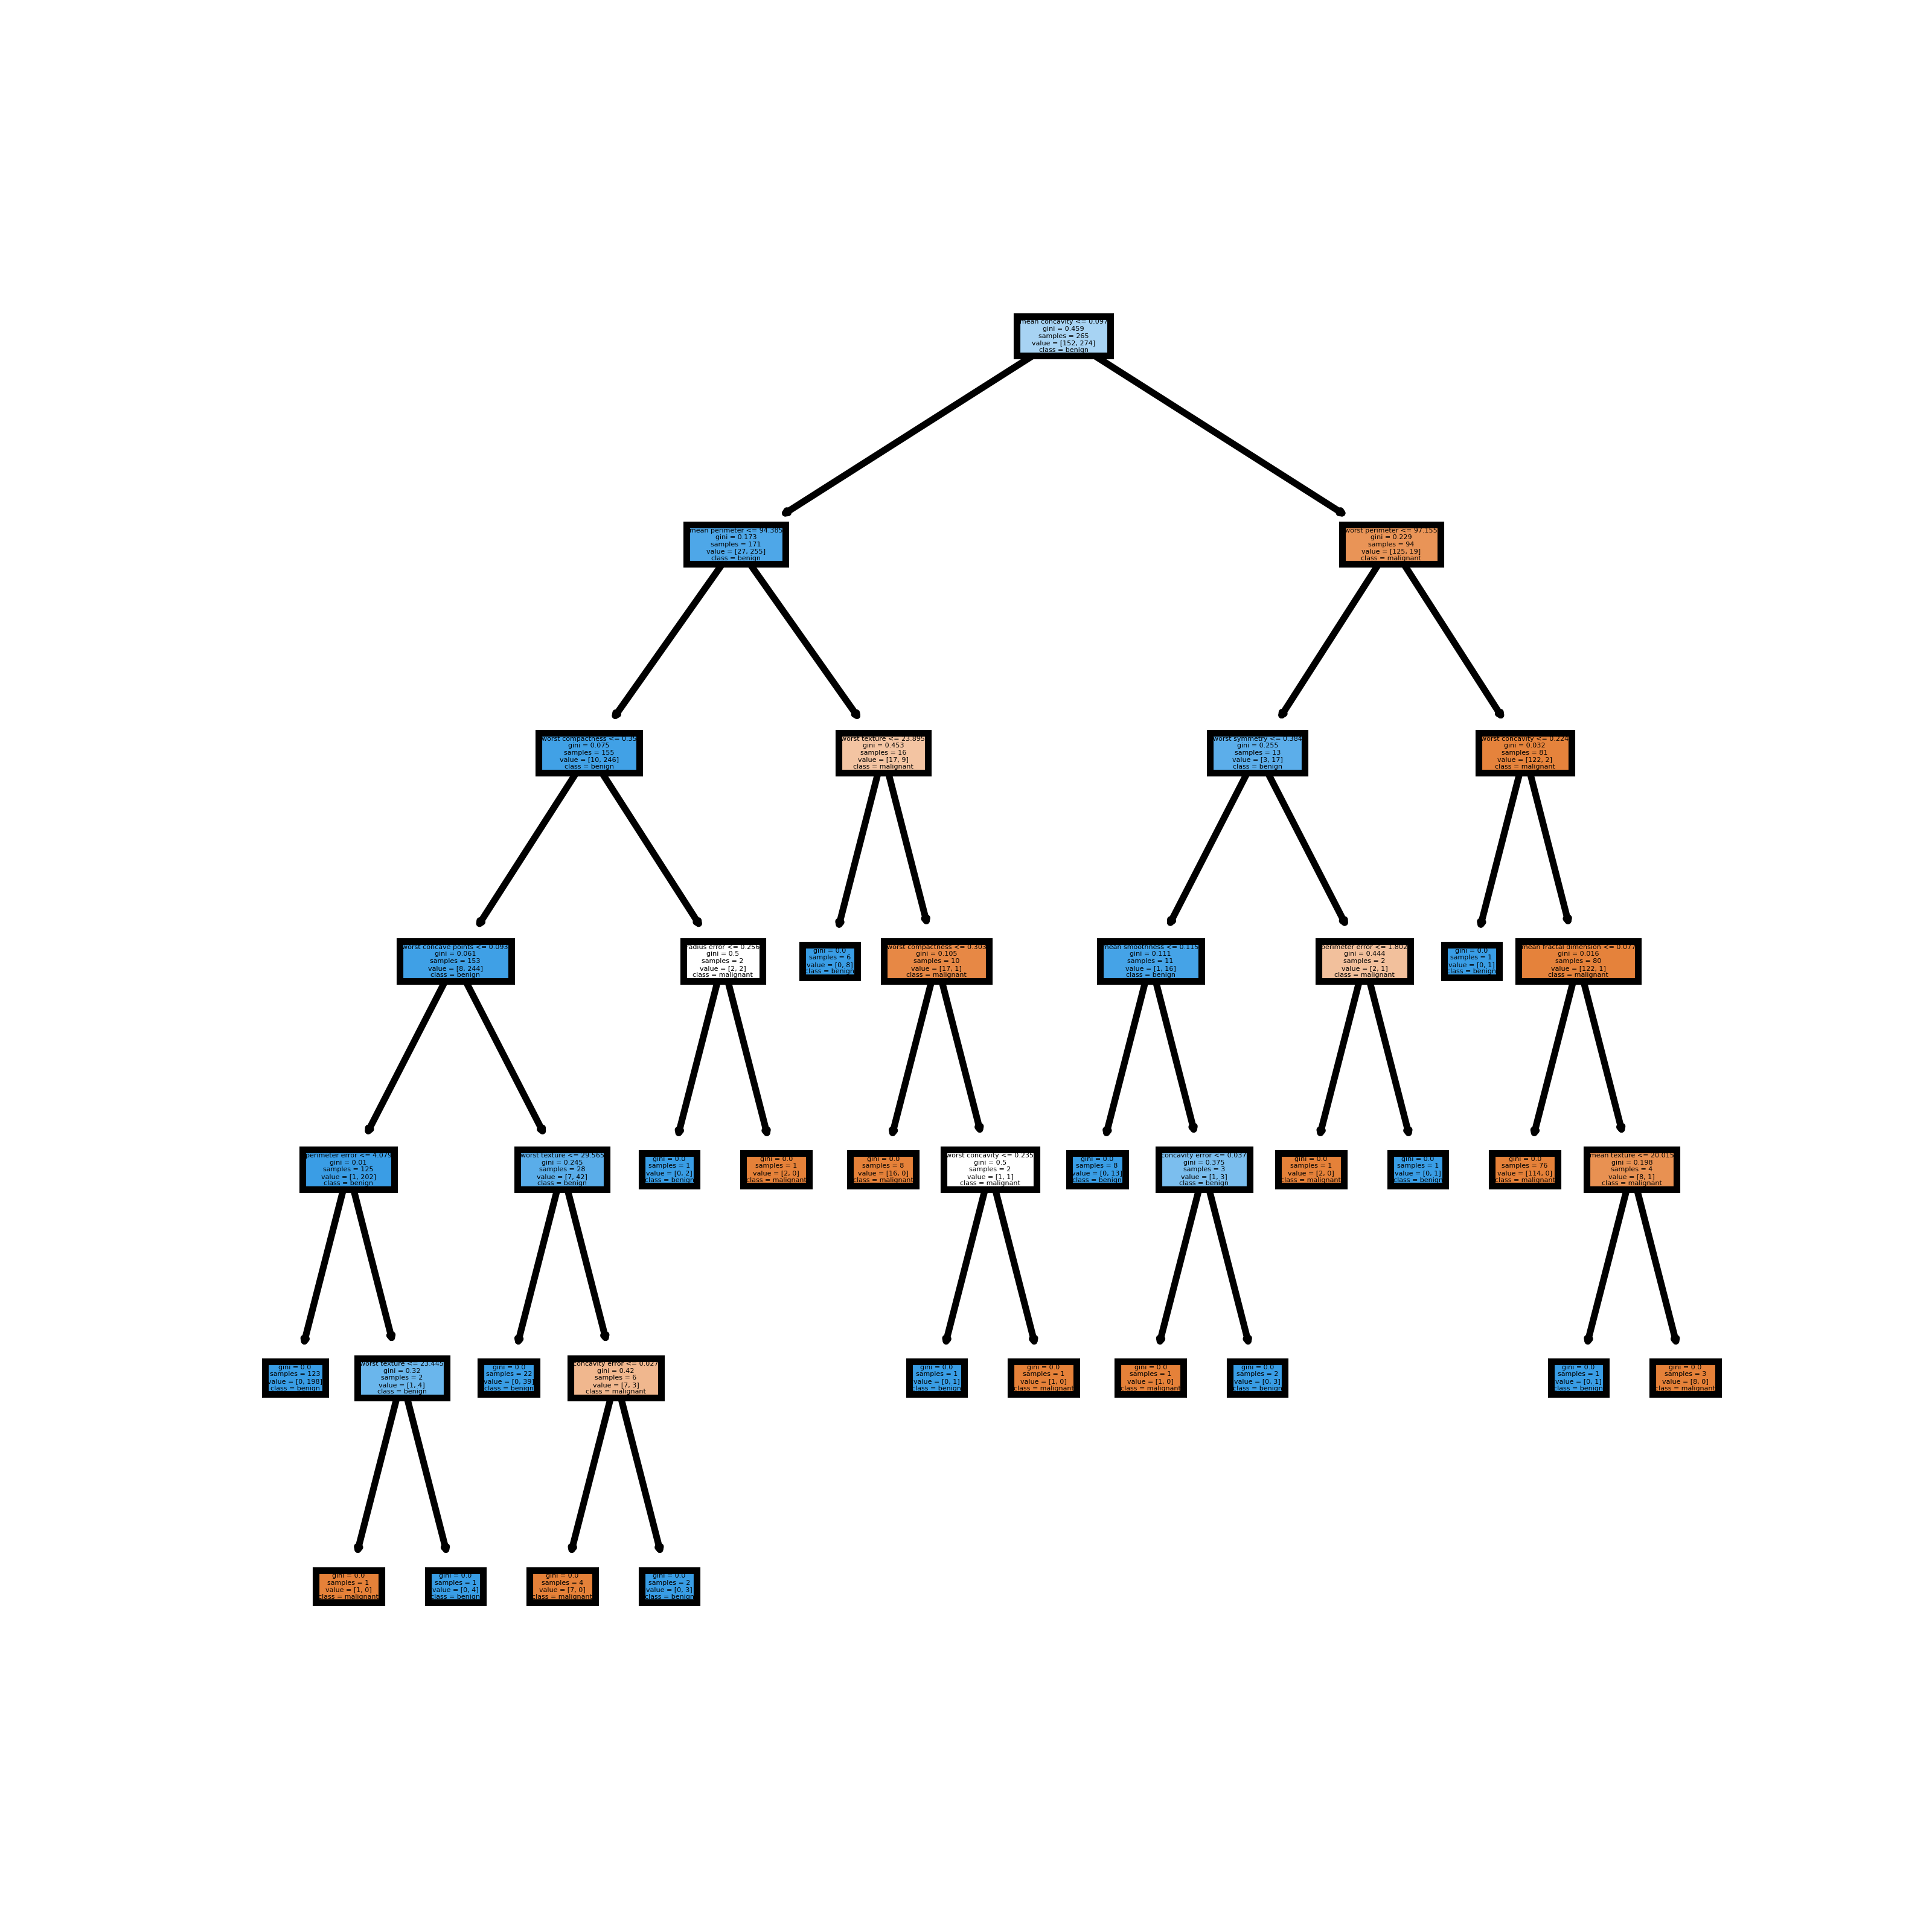 mean concavity <= 0.097
gini = 0.459
samples = 265
value = [152, 274]
class = benign
mean perimeter <= 94.385
gini = 0.173
samples = 171
value = [27, 255]
class = benign
worst perimeter <= 97.155
gini = 0.229
samples = 94
value = [125, 19]
class = malignant
worst compactness <= 0.35
gini = 0.075
samples = 155
value = [10, 246]
class = benign
worst texture <= 23.895
gini = 0.453
samples = 16
value = [17, 9]
class = malignant
worst symmetry <= 0.384
gini = 0.255
samples = 13
value = [3, 17]
class = benign
worst concavity <= 0.224
gini = 0.032
samples = 81
value = [122, 2]
class = malignant
worst concave points <= 0.093
gini = 0.061
samples = 153
value = [8, 244]
class = benign
radius error <= 0.256
gini = 0.5
samples = 2
value = [2, 2]
class = malignant
gini = 0.0
samples = 6
value = [0, 8]
class = benign
worst compactness <= 0.303
gini = 0.105
samples = 10
value = [17, 1]
class = malignant
mean smoothness <= 0.115
gini = 0.111
samples = 11
value = [1, 16]
class = benign
perimeter error <= 1.802
gini = 0.444
samples = 2
value = [2, 1]
class = malignant
gini = 0.0
samples = 1
value = [0, 1]
class = benign
mean fractal dimension <= 0.077
gini = 0.016
samples = 80
value = [122, 1]
class = malignant
perimeter error <= 4.079
gini = 0.01
samples = 125
value = [1, 202]
class = benign
worst texture <= 29.565
gini = 0.245
samples = 28
value = [7, 42]
class = benign
gini = 0.0
samples = 1
value = [0, 2]
class = benign
gini = 0.0
samples = 1
value = [2, 0]
class = malignant
gini = 0.0
samples = 8
value = [16, 0]
class = malignant
worst concavity <= 0.235
gini = 0.5
samples = 2
value = [1, 1]
class = malignant
gini = 0.0
samples = 8
value = [0, 13]
class = benign
concavity error <= 0.037
gini = 0.375
samples = 3
value = [1, 3]
class = benign
gini = 0.0
samples = 1
value = [2, 0]
class = malignant
gini = 0.0
samples = 1
value = [0, 1]
class = benign
gini = 0.0
samples = 76
value = [114, 0]
class = malignant
mean texture <= 20.015
gini = 0.198
samples = 4
value = [8, 1]
class = malignant
gini = 0.0
samples = 123
value = [0, 198]
class = benign
worst texture <= 23.445
gini = 0.32
samples = 2
value = [1, 4]
class = benign
gini = 0.0
samples = 22
value = [0, 39]
class = benign
concavity error <= 0.027
gini = 0.42
samples = 6
value = [7, 3]
class = malignant
gini = 0.0
samples = 1
value = [0, 1]
class = benign
gini = 0.0
samples = 1
value = [1, 0]
class = malignant
gini = 0.0
samples = 1
value = [1, 0]
class = malignant
gini = 0.0
samples = 2
value = [0, 3]
class = benign
gini = 0.0
samples = 1
value = [0, 1]
class = benign
gini = 0.0
samples = 3
value = [8, 0]
class = malignant
gini = 0.0
samples = 1
value = [1, 0]
class = malignant
gini = 0.0
samples = 1
value = [0, 4]
class = benign
gini = 0.0
samples = 4
value = [7, 0]
class = malignant
gini = 0.0
samples = 2
value = [0, 3]
class = benign